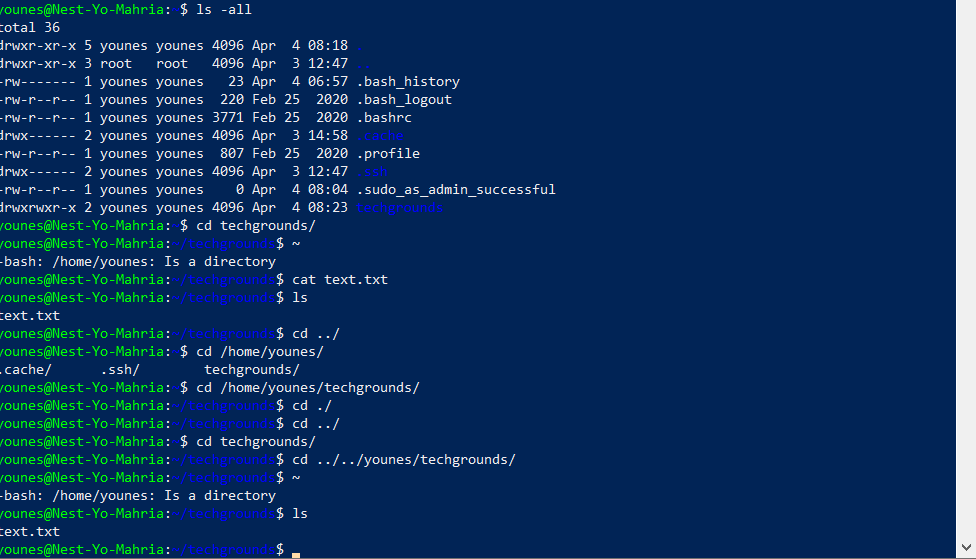 younes@Nest-Yo-Mahria:~$ ls -all
total 36
drwxr-xr-x 5 younes younes 4096 Apr  4 08:18 .
drwxr-xr-x 3 root   root   4096 Apr  3 12:47 ..
-rw------- 1 younes younes   23 Apr  4 06:57 .bash_history
-rw-r--r-- 1 younes younes  220 Feb 25  2020 .bash_logout
-rw-r--r-- 1 younes younes 3771 Feb 25  2020 .bashrc
drwx------ 2 younes younes 4096 Apr  3 14:58 .cache
-rw-r--r-- 1 younes younes  807 Feb 25  2020 .profile
drwx------ 2 younes younes 4096 Apr  3 12:47 .ssh
-rw-r--r-- 1 younes younes    0 Apr  4 08:04 .sudo_as_admin_successful
drwxrwxr-x 2 younes younes 4096 Apr  4 08:23 techgrounds
younes@Nest-Yo-Mahria:~$ cd techgrounds/
younes@Nest-Yo-Mahria:~/techgrounds$ ~
-bash: /home/younes: Is a directory
younes@Nest-Yo-Mahria:~/techgrounds$ cat text.txt
younes@Nest-Yo-Mahria:~/techgrounds$ ls
text.txt
younes@Nest-Yo-Mahria:~/techgrounds$ cd ../
younes@Nest-Yo-Mahria:~$ cd /home/younes/
.cache/      .ssh/        techgrounds/
younes@Nest-Yo-Mahria:~$ cd /home/younes/techgrounds/
younes@Nest-Yo-Mahria:~/techgrounds$ cd ./
younes@Nest-Yo-Mahria:~/techgrounds$ cd ../
younes@Nest-Yo-Mahria:~$ cd techgrounds/
younes@Nest-Yo-Mahria:~/techgrounds$ cd ../../younes/techgrounds/
younes@Nest-Yo-Mahria:~/techgrounds$ ~
-bash: /home/younes: Is a directory
younes@Nest-Yo-Mahria:~/techgrounds$ ls
text.txt
younes@Nest-Yo-Mahria:~/techgrounds$